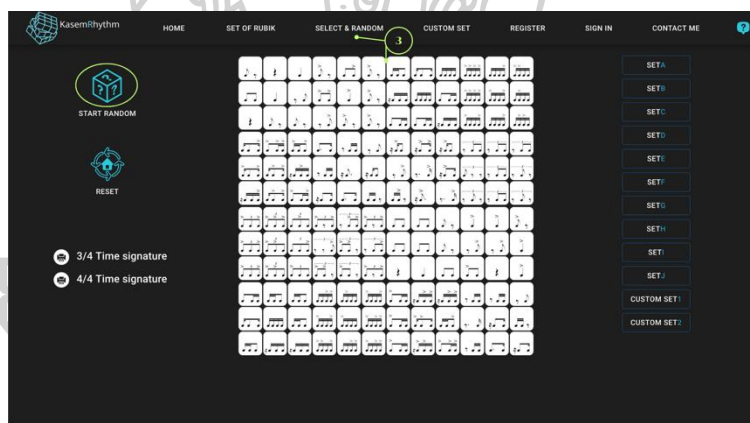 KasemRhythm
HOME
SET OF RUBIK
SELECT & RANDOM
CUSTOM SET
REGISTER
SIGN IN
CONTACT ME
?
3
? ? ?
START RANDOM
RESET
3/4 Time signature
4/4 Time signature
SETA
SETB
SETC
SETD
SETE
SETF
SETG
SETH
SETI
SETJ
CUSTOM SET1
CUSTOM SET2